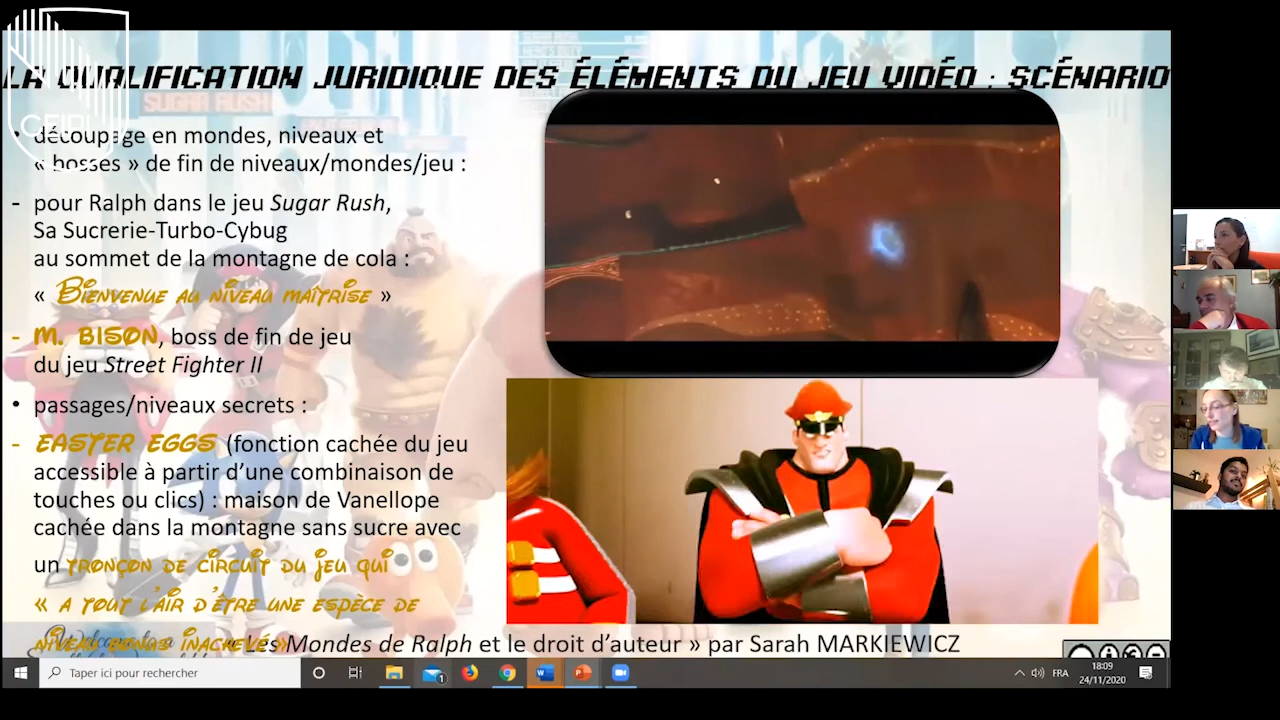 LA QUALIFICATION JURIDIQUE DES ÉLÉMENTS DU JEU VIDÉO : SCÉNARIO
CEIPI
SUGAR RUSH
• découpage en mondes, niveaux et
« bosses » de fin de niveaux/mondes/jeu :
- pour Ralph dans le jeu Sugar Rush,
Sa Sucrerie-Turbo-Cybug
au sommet de la montagne de cola :
« Bienvenue au niveau maîtrise »
- M. BISON, boss de fin de jeu
du jeu Street Fighter II
• passages/niveaux secrets :
- EASTER EGGS (fonction cachée du jeu
accessible à partir d'une combinaison de
touches ou clics) : maison de Vanellope
cachée dans la montagne sans sucre avec
un tronçon de circuit du jeu qui
« a tout l'air d'être une espèce de
niveau bonus inachevé »
« Les Mondes de Ralph et le droit d'auteur » par Sarah MARKIEWICZ
Taper ici pour rechercher
1
FRA
18:09
24/11/2020